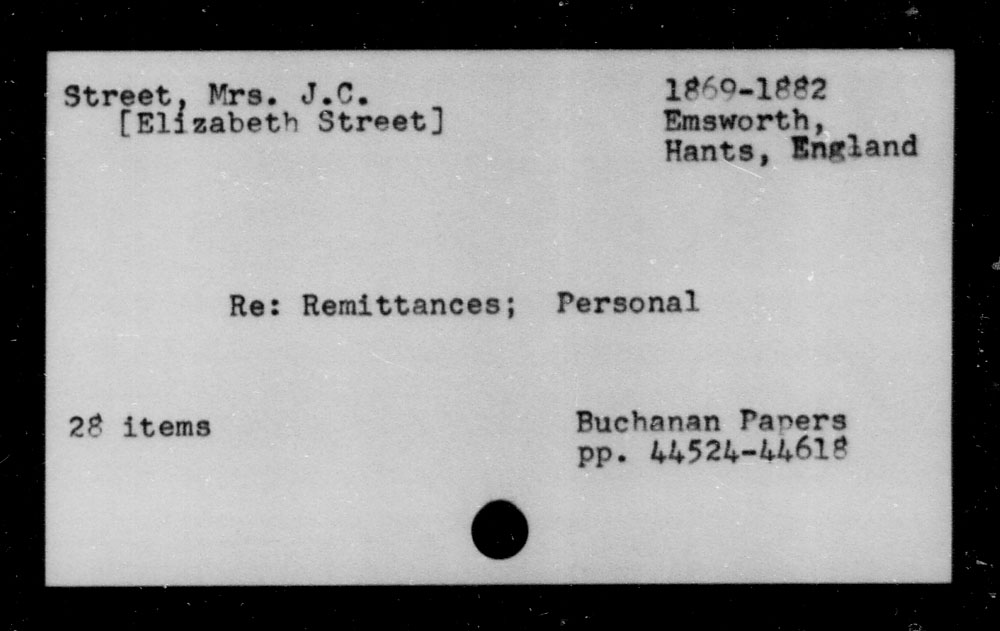 Street, Mrs. J.C.
[Elizabeth Street]
1869-1882
Emsworth,
Hants, England
Re: Remittances; Personal
28 items
Buchanan Papers
pp. 44524-44618